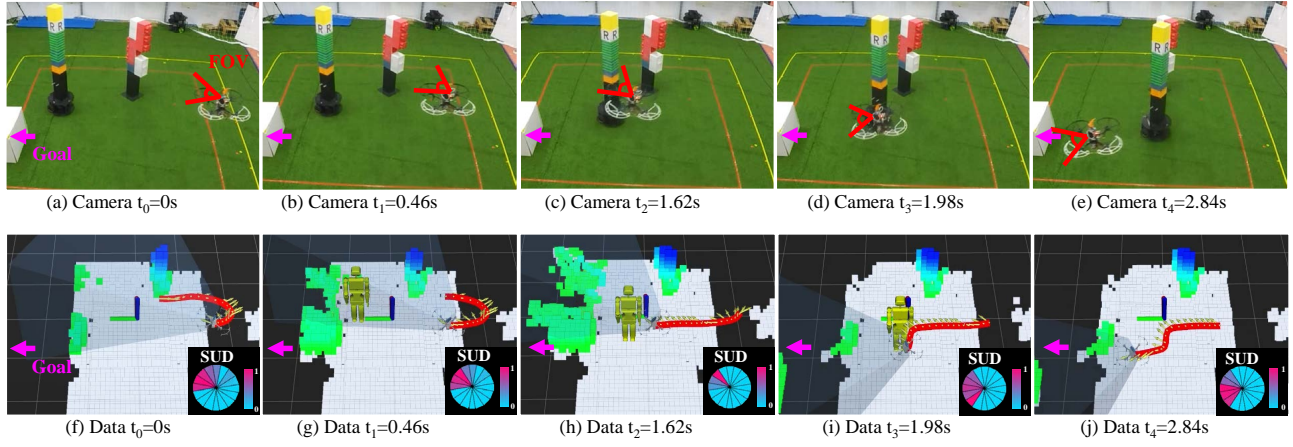 R R
FOV
Goal
R R
R R
R R
R R
(a) Camera t₀=0s
(b) Camera t₁=0.46s
(c) Camera t₂=1.62s
(d) Camera t₃=1.98s
(e) Camera t₄=2.84s
Goal
SUD
1
0
SUD
1
0
SUD
1
0
SUD
1
0
SUD
1
0
(f) Data t₀=0s
(g) Data t₁=0.46s
(h) Data t₂=1.62s
(i) Data t₃=1.98s
(j) Data t₄=2.84s